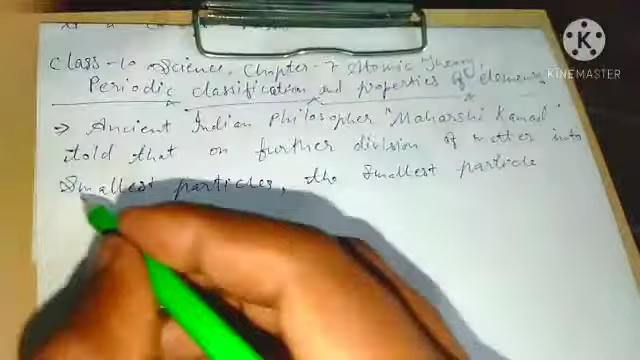 Class-10 Science, Chapter-7 Atomic Theory,
Periodic classification and properties of elements
⇒ Ancient Indian Philosopher "Maharshi Kanad"
told that on further division of matter into
Smallest particles, the smallest particle
KINEMASTER